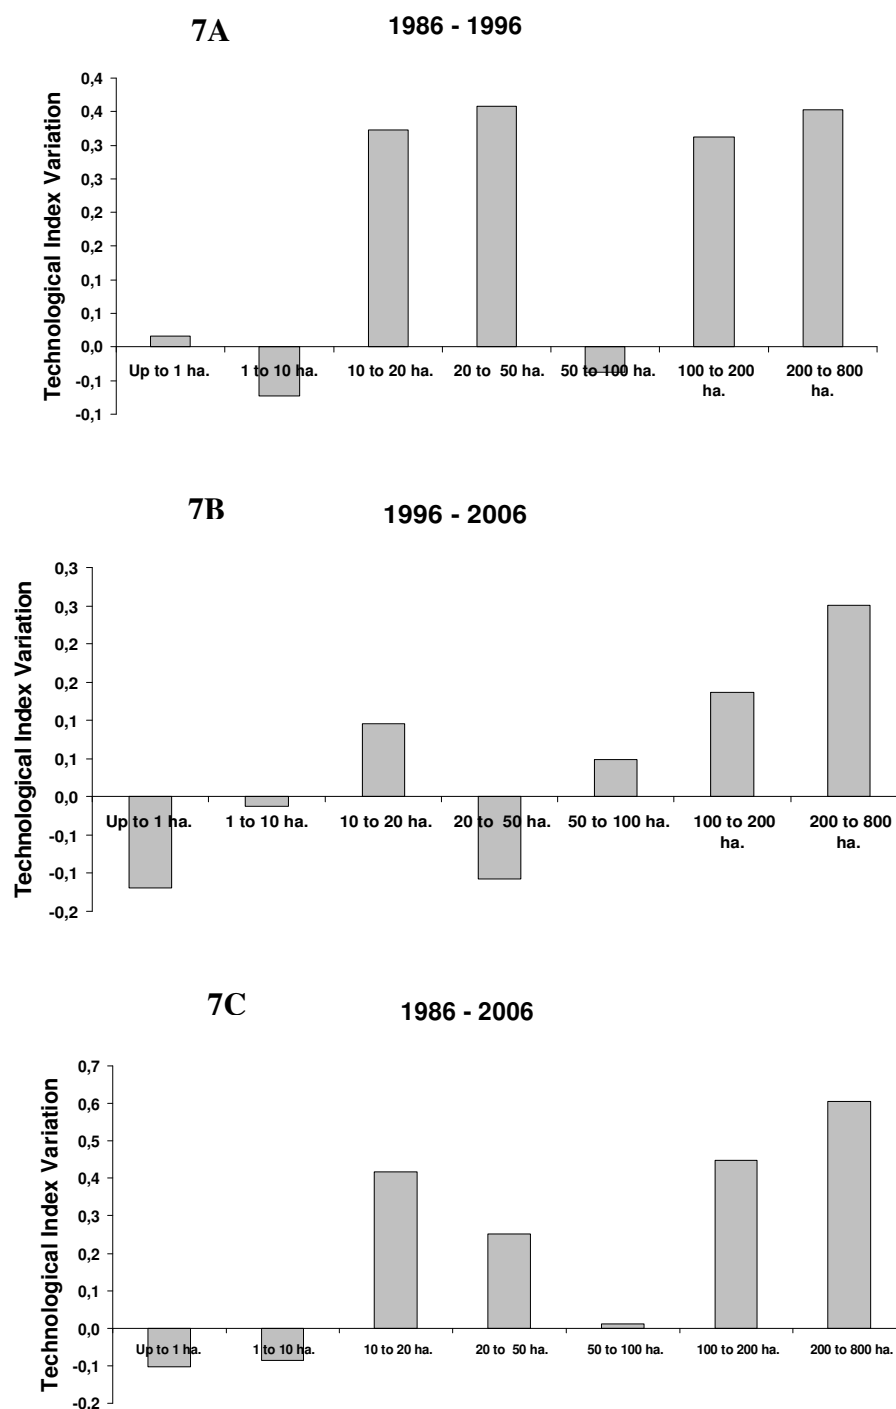 7A
1986 - 1996
Technological Index Variation
0,4
0,4
0,3
0,3
0,2
0,2
0,1
0,1
0,0
-0,1
-0,1
Up to 1 ha.
1 to 10 ha.
10 to 20 ha.
20 to 50 ha.
50 to 100 ha.
100 to 200
ha.
200 to 800
ha.
7B
1996 - 2006
Technological Index Variation
0,3
0,3
0,2
0,2
0,1
0,1
0,0
-0,1
-0,1
-0,2
Up to 1 ha.
1 to 10 ha.
10 to 20 ha.
20 to 50 ha.
50 to 100 ha.
100 to 200
ha.
200 to 800
ha.
7C
1986 - 2006
Technological Index Variation
0,7
0,6
0,5
0,4
0,3
0,2
0,1
0,0
-0,1
-0,2
Up to 1 ha.
1 to 10 ha.
10 to 20 ha.
20 to 50 ha.
50 to 100 ha.
100 to 200 ha.
200 to 800 ha.